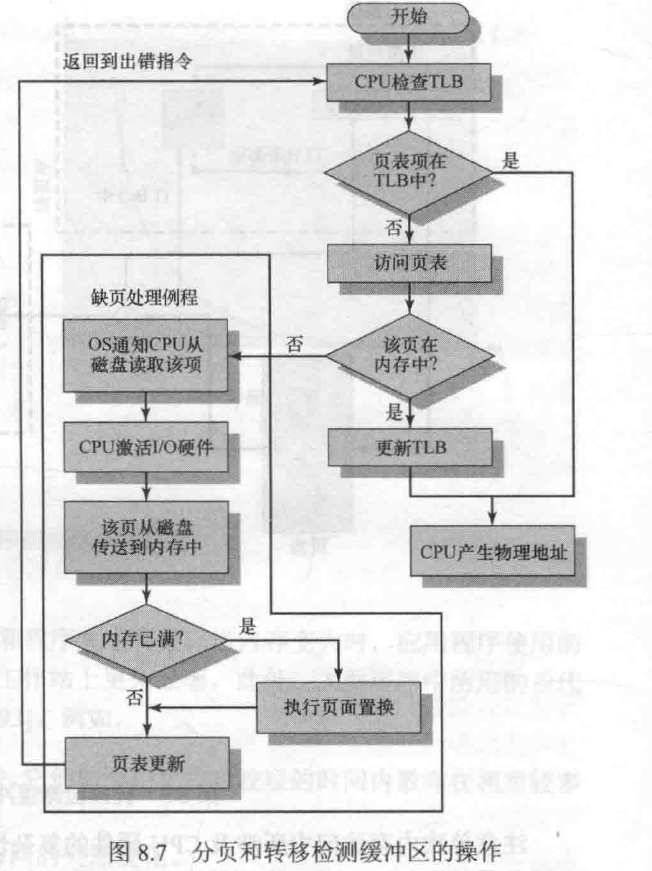 开始
返回到出错指令
CPU检查TLB
页表项在
TLB中?
是
否
访问页表
缺页处理例程
OS通知CPU从
磁盘读取该项
否
该页在
内存中?
CPU激活I/O硬件
是
更新TLB
该页从磁盘
传送到内存中
CPU产生物理地址
内存已满?
是
否
执行页面置换
页表更新
图 8.7 分页和转移检测缓冲区的操作